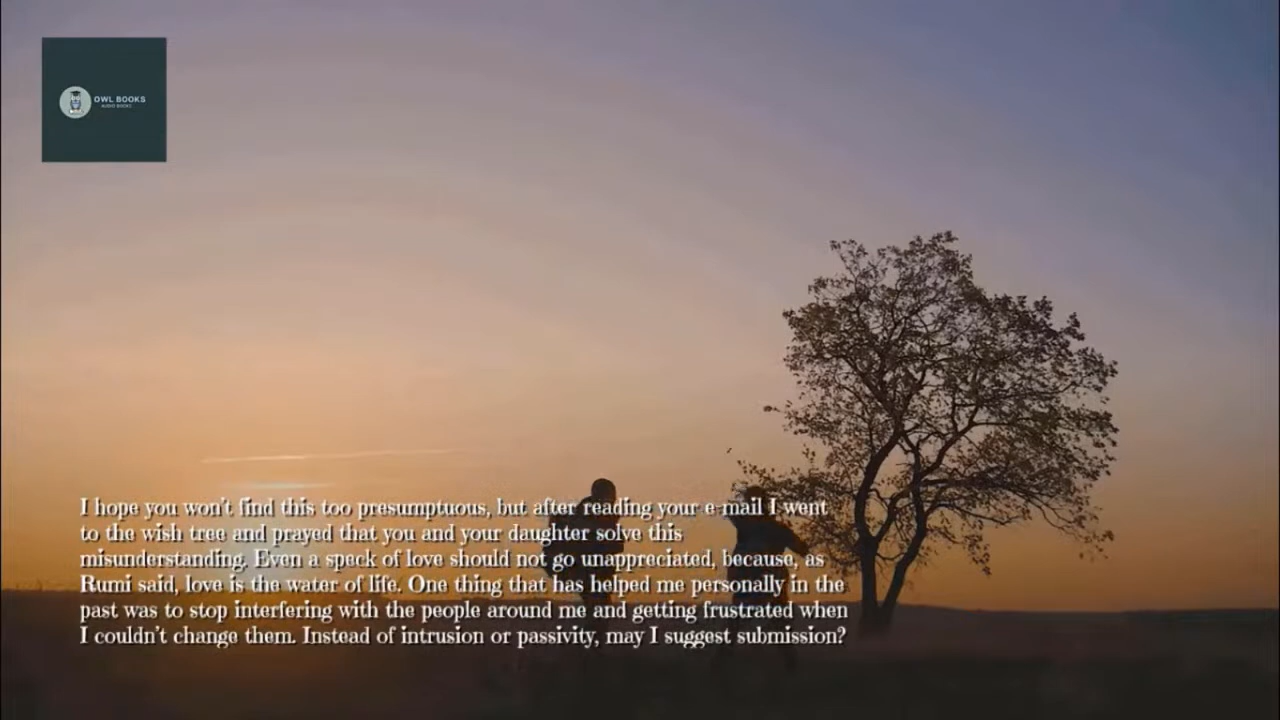 OWL BOOKS
AUDIO BOOKS
I hope you won't find this too presumptuous, but after reading your e-mail I went
to the wish tree and prayed that you and your daughter solve this
misunderstanding. Even a speck of love should not go unappreciated, because, as
Rumi said, love is the water of life. One thing that has helped me personally in the
past was to stop interfering with the people around me and getting frustrated when
I couldn't change them. Instead of intrusion or passivity, may I suggest submission?